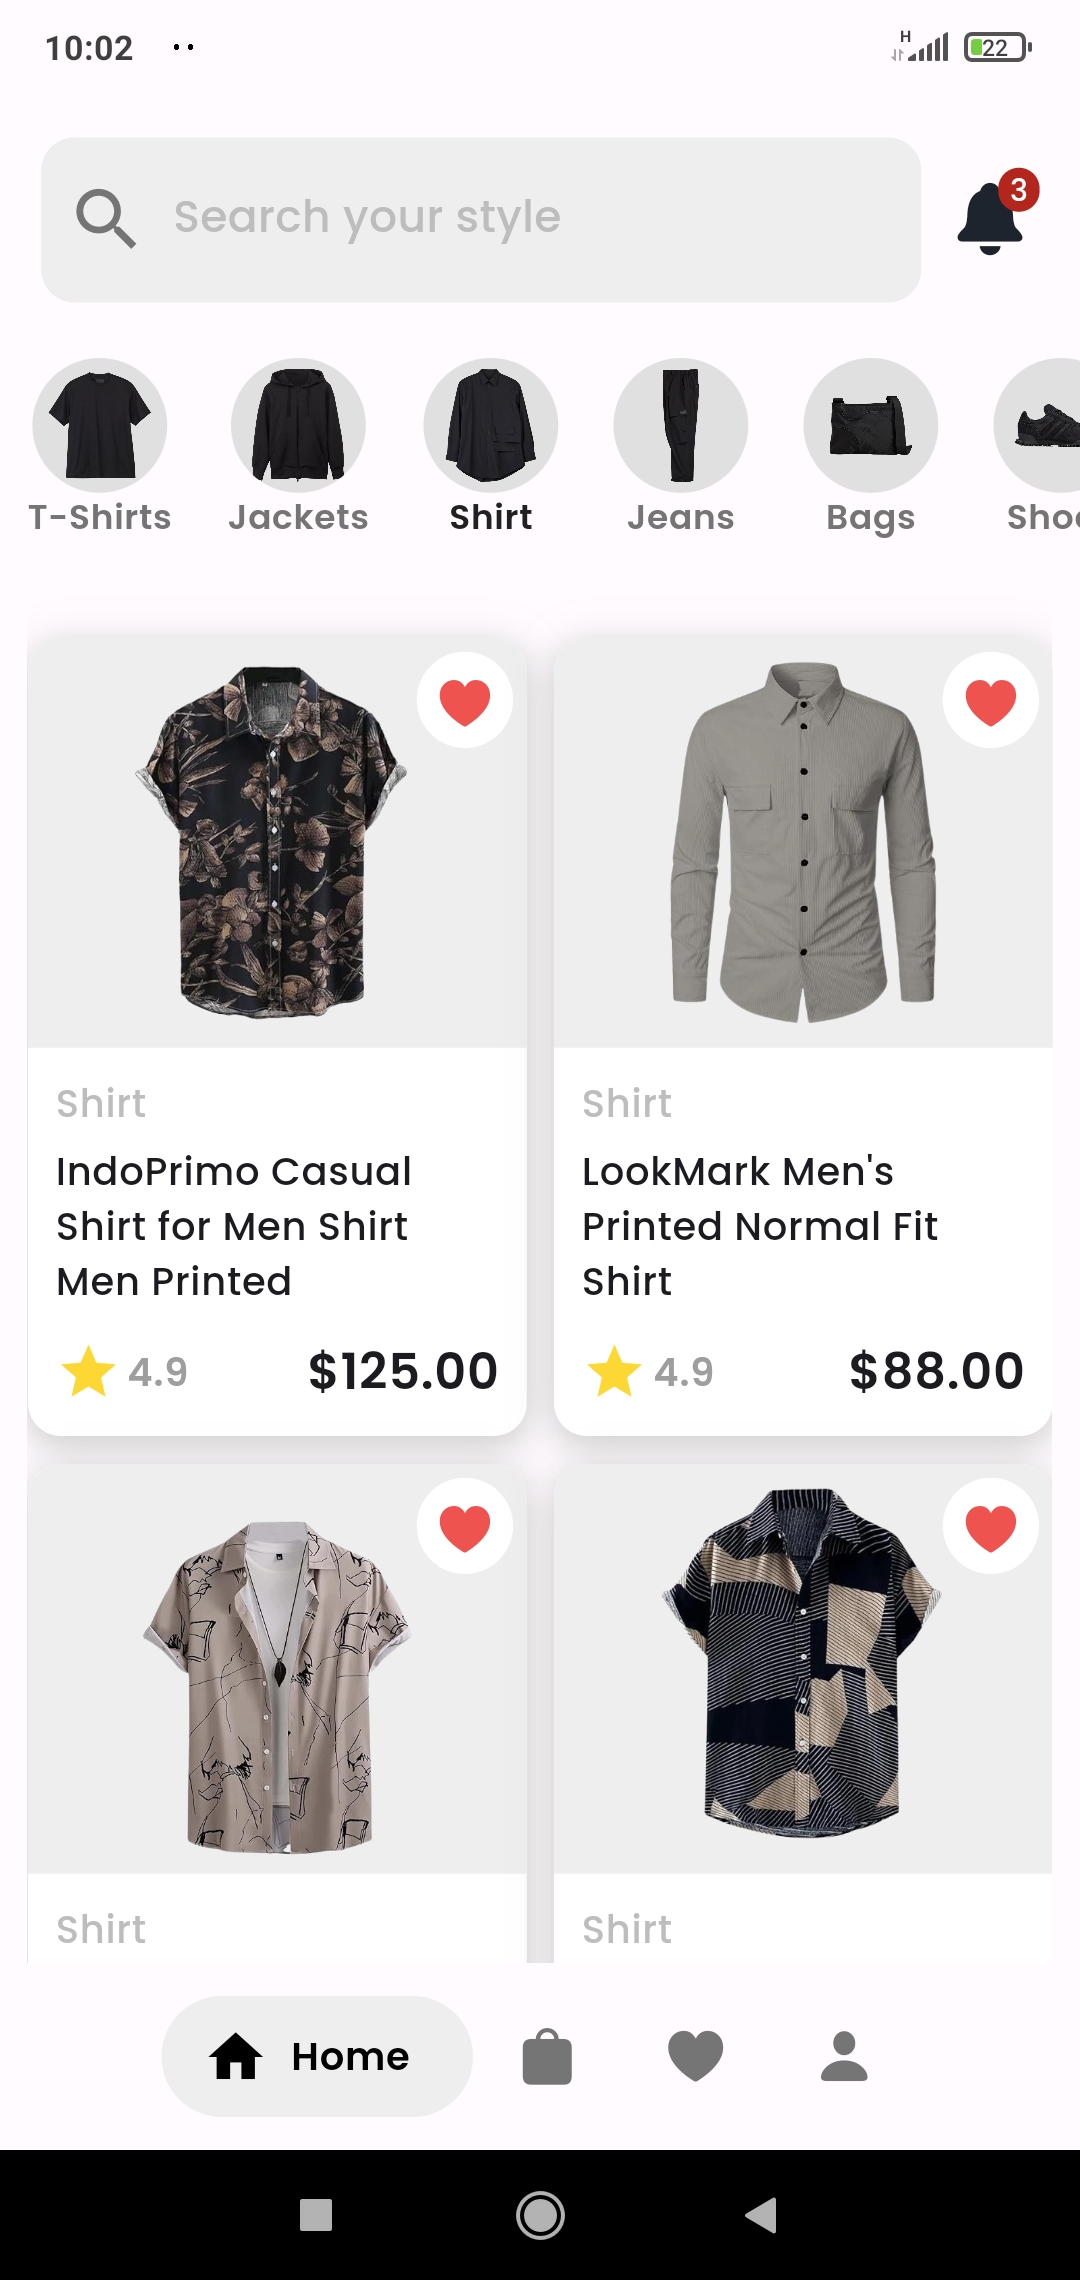 10:02
H
22
Search your style
3
T-Shirts
Jackets
Shirt
Jeans
Bags
Shoe
Shirt
IndoPrimo Casual
Shirt for Men Shirt
Men Printed
4.9
$125.00
Shirt
LookMark Men's
Printed Normal Fit
Shirt
4.9
$88.00
Shirt
Shirt
Home